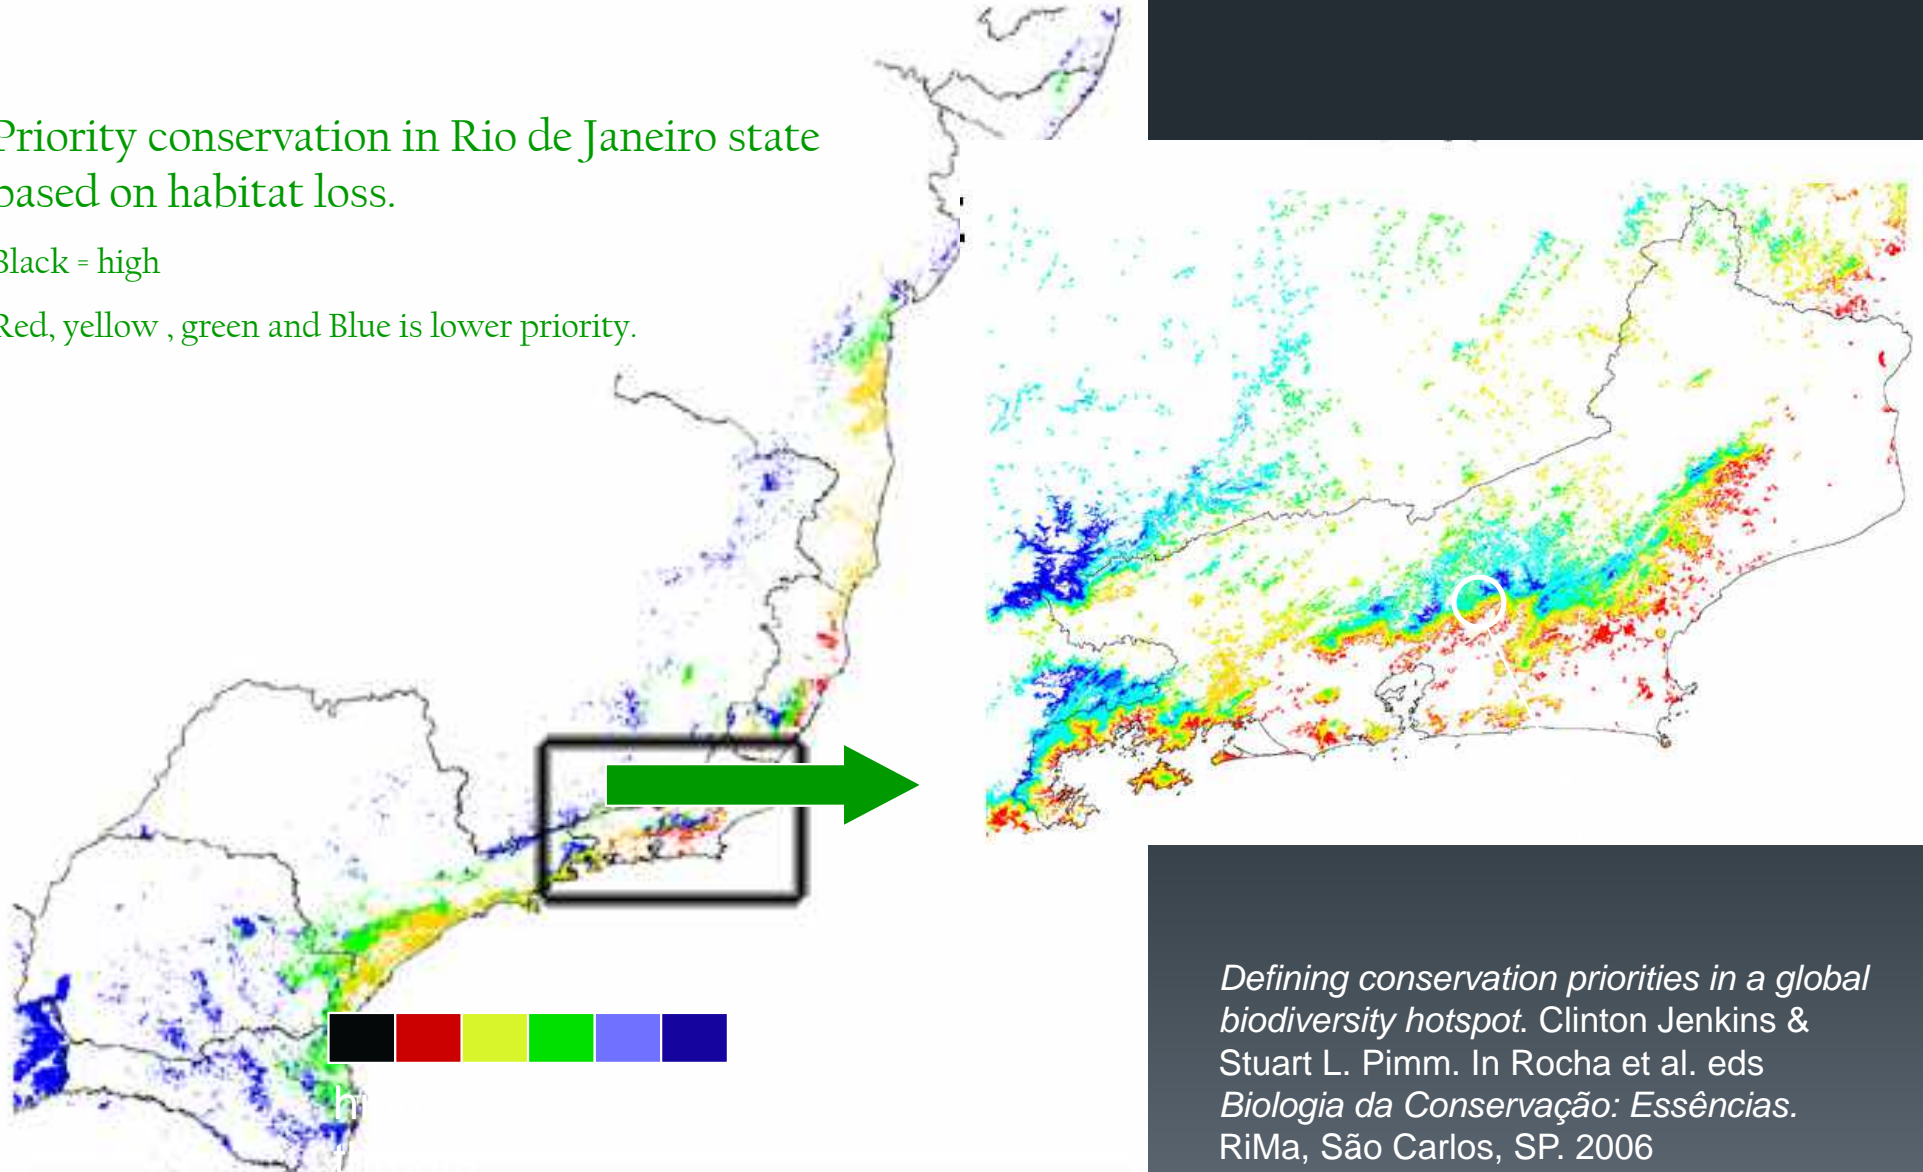 Priority conservation in Rio de Janeiro state
based on habitat loss.
Black = high
Red, yellow , green and Blue is lower priority.
Defining conservation priorities in a global
biodiversity hotspot. Clinton Jenkins &
Stuart L. Pimm. In Rocha et al. eds
Biologia da Conservação: Essências.
RiMa, São Carlos, SP. 2006